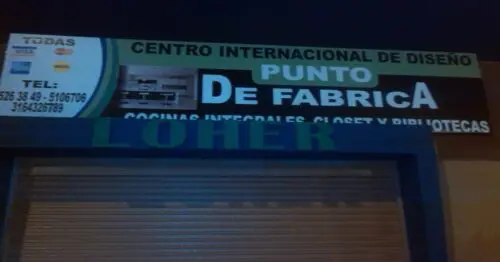 TODAS
VISA
TEL:
526 38 49 - 5106706
3164326789
CENTRO INTERNACIONAL DE DISEÑO
PUNTO
DE FABRICA
COCINAS INTEGRALES, CLOSET Y BIBLIOTECAS
LOHER